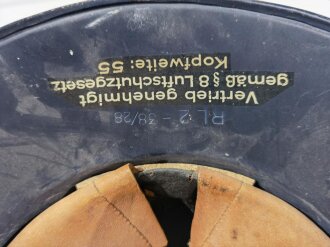 Vertrieb genehmigt
gemäß § 8 Luftschutzgesetz
Kopfweite: 55
RL 2 - 38/28